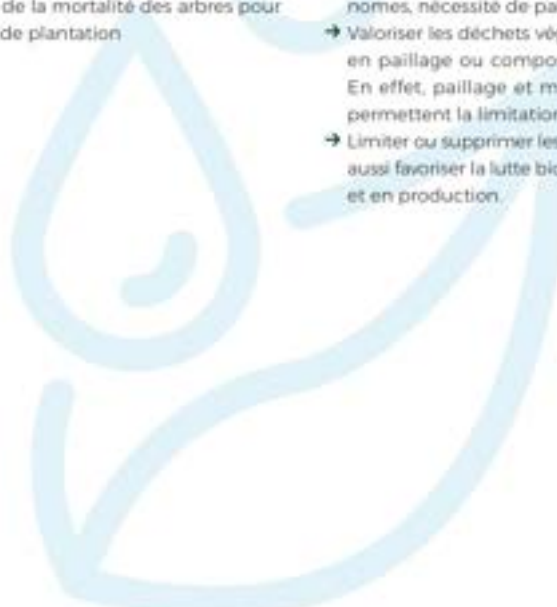 de la mortalité des arbres pour
de plantation
nomes, nécessité de pa
→ Valoriser les déchets vég
en paillage ou compo
En effet, paillage et m
permettent la limitation
→ Limiter ou supprimer les
aussi favoriser la lutte bio
et en production.